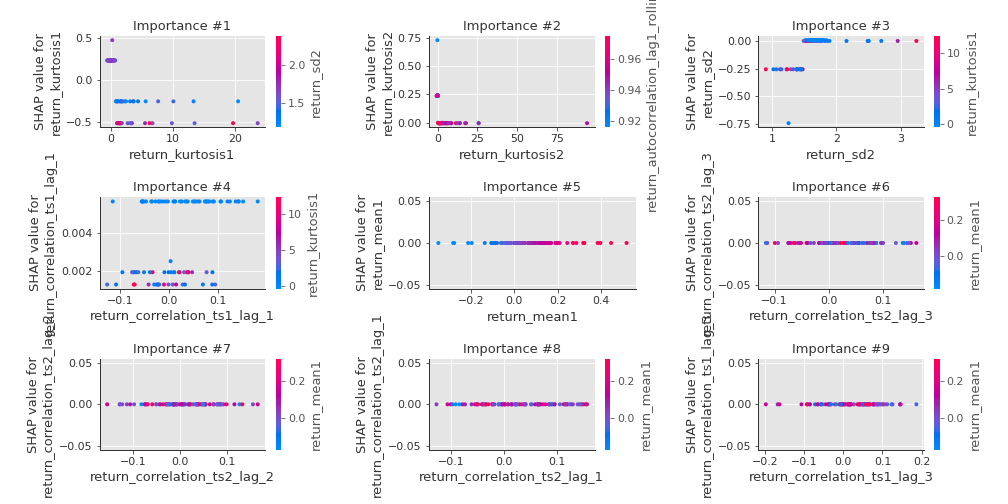 Importance #1
SHAP value for
return_kurtosis1
0.5
0.0
−0.5
0
10
20
return_kurtosis1
2.0
1.5
return_sd2
Importance #2
SHAP value for
return_kurtosis2
0.75
0.50
0.25
0.00
0
25
50
75
return_kurtosis2
0.96
0.94
0.92
Importance #3
SHAP value for
return_sd2
0.00
−0.25
−0.50
−0.75
1
2
3
return_sd2
10
5
0
return_kurtosis1
Importance #4
SHAP value for
return_correlation_ts1_lag_1
0.004
0.002
−0.1
0.0
0.1
return_correlation_ts1_lag_1
10
5
0
return_kurtosis1
Importance #5
SHAP value for
return_mean1
0.05
0.00
−0.05
−0.2
0.0
0.2
0.4
return_mean1
Importance #6
SHAP value for
return_correlation_ts2_lag_3
0.05
0.00
−0.05
−0.1
0.0
0.1
return_correlation_ts2_lag_3
0.2
0.0
return_mean1
Importance #7
SHAP value for
return_correlation_ts2_lag_2
0.05
0.00
−0.05
−0.1
0.0
0.1
return_correlation_ts2_lag_2
0.2
0.0
return_mean1
Importance #8
SHAP value for
return_correlation_ts2_lag_1
0.05
0.00
−0.05
−0.1
0.0
0.1
return_correlation_ts2_lag_1
0.2
0.0
return_mean1
Importance #9
SHAP value for
return_correlation_ts1_lag_3
0.05
0.00
−0.05
−0.2
−0.1
0.0
0.1
0.2
return_correlation_ts1_lag_3
0.2
0.0
return_mean1